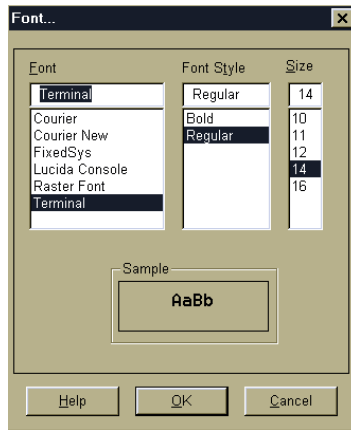 Font...
Font Font Style Size
Terminal Regular 14
Courier Bold 10
Courier New Regular 11
FixedSys 12
Lucida Console 14
Raster Font 16
Terminal
Sample
AaBb
Help OK Cancel